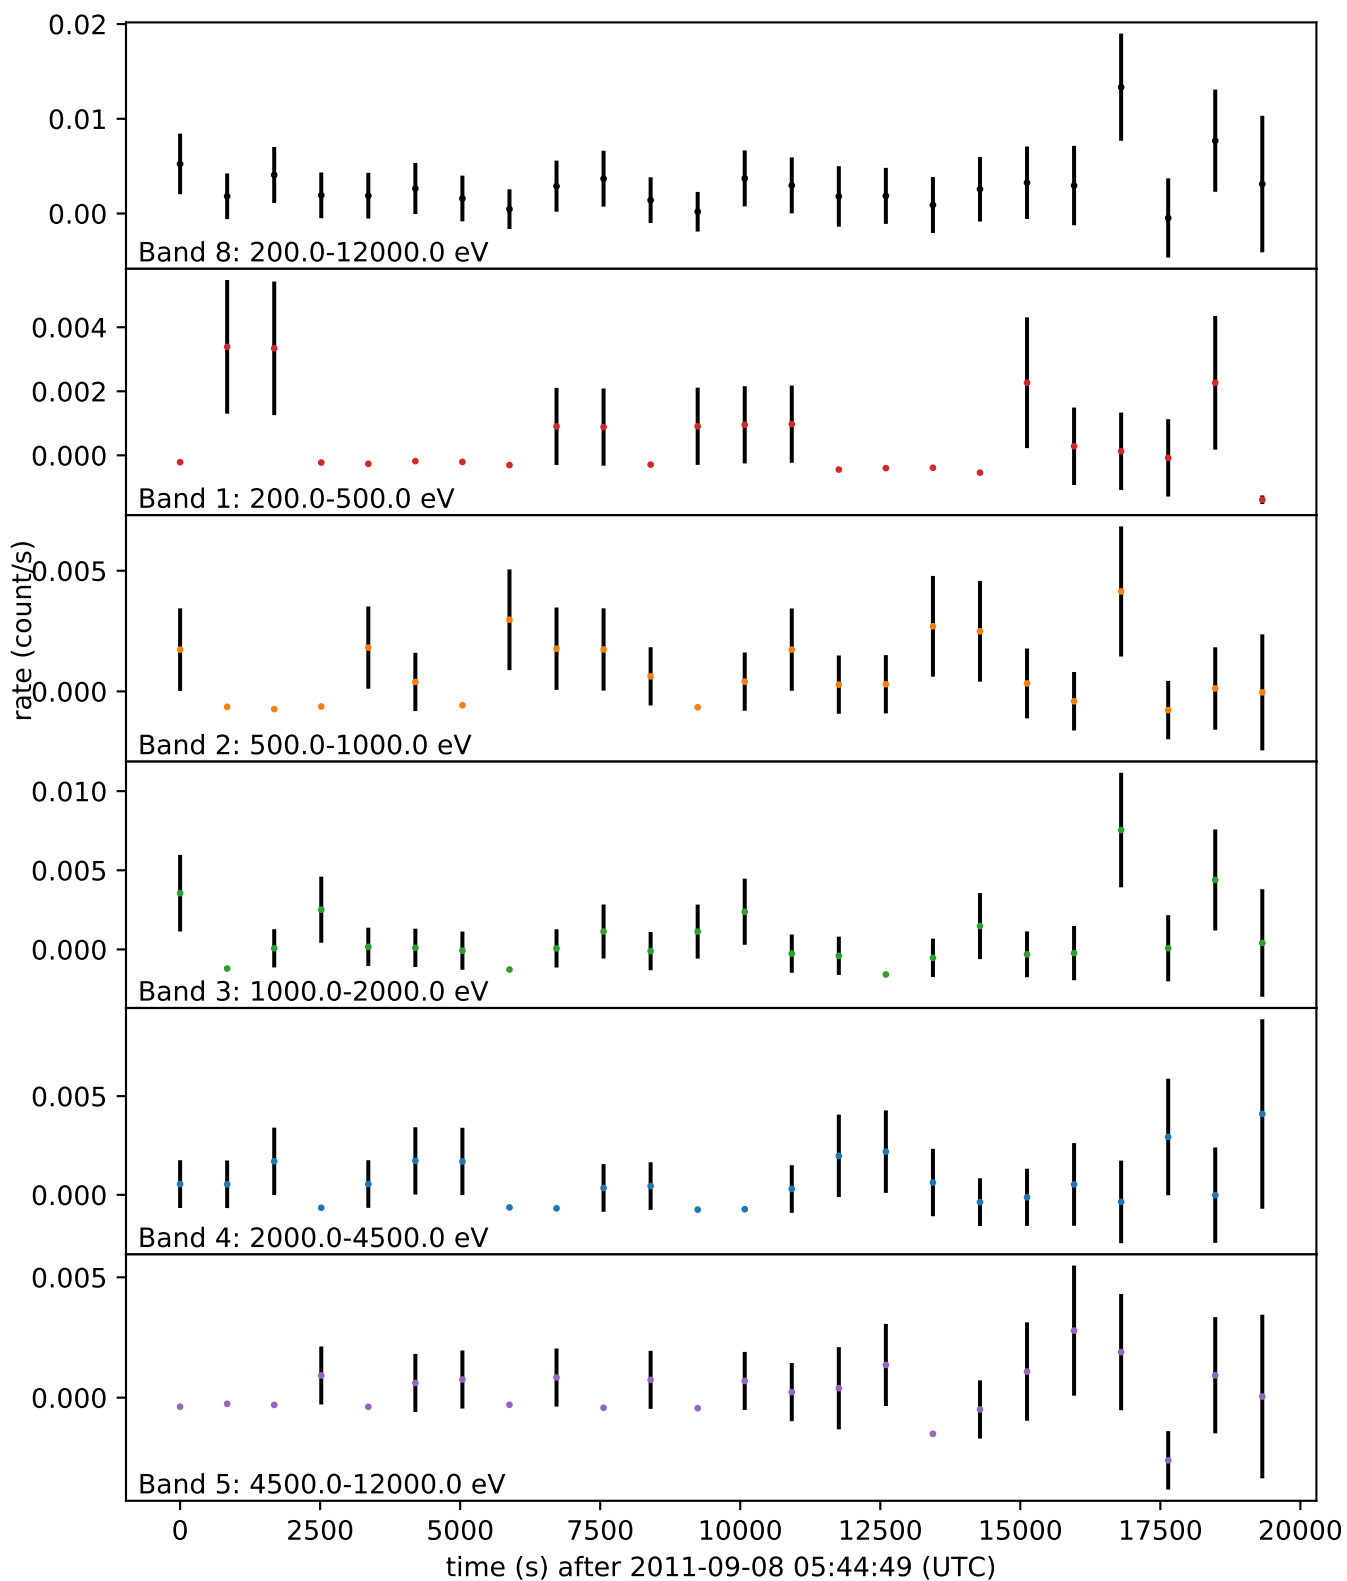 0.02
0.01
0.00
Band 8: 200.0-12000.0 eV
0.004
0.002
0.000
Band 1: 200.0-500.0 eV
rate (count/s)
0.005
0.000
Band 2: 500.0-1000.0 eV
0.010
0.005
0.000
Band 3: 1000.0-2000.0 eV
0.005
0.000
Band 4: 2000.0-4500.0 eV
0.005
0.000
Band 5: 4500.0-12000.0 eV
0 2500 5000 7500 10000 12500 15000 17500 20000
time (s) after 2011-09-08 05:44:49 (UTC)